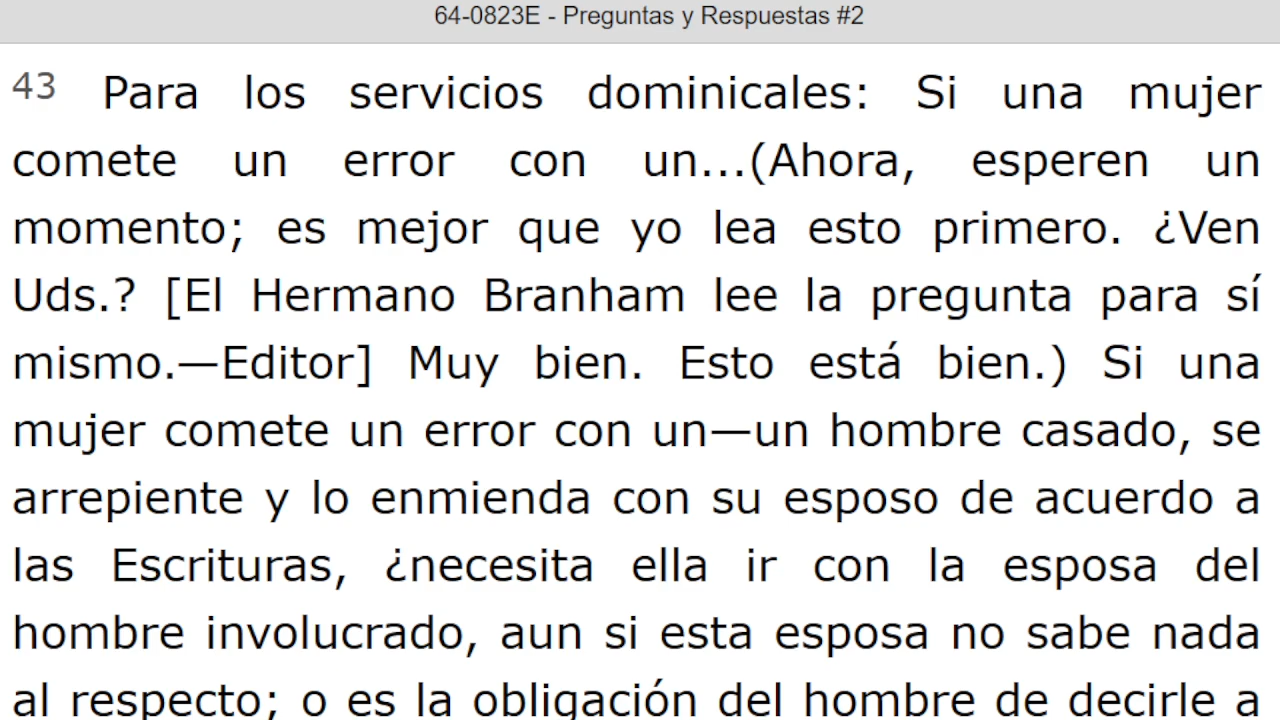 64-0823E - Preguntas y Respuestas #2
43 Para los servicios dominicales: Si una mujer
comete un error con un...(Ahora, esperen un
momento; es mejor que yo lea esto primero. ¿Ven
Uds.? [El Hermano Branham lee la pregunta para sí
mismo.—Editor] Muy bien. Esto está bien.) Si una
mujer comete un error con un—un hombre casado, se
arrepiente y lo enmienda con su esposo de acuerdo a
las Escrituras, ¿necesita ella ir con la esposa del
hombre involucrado, aun si esta esposa no sabe nada
al respecto; o es la obligación del hombre de decirle a